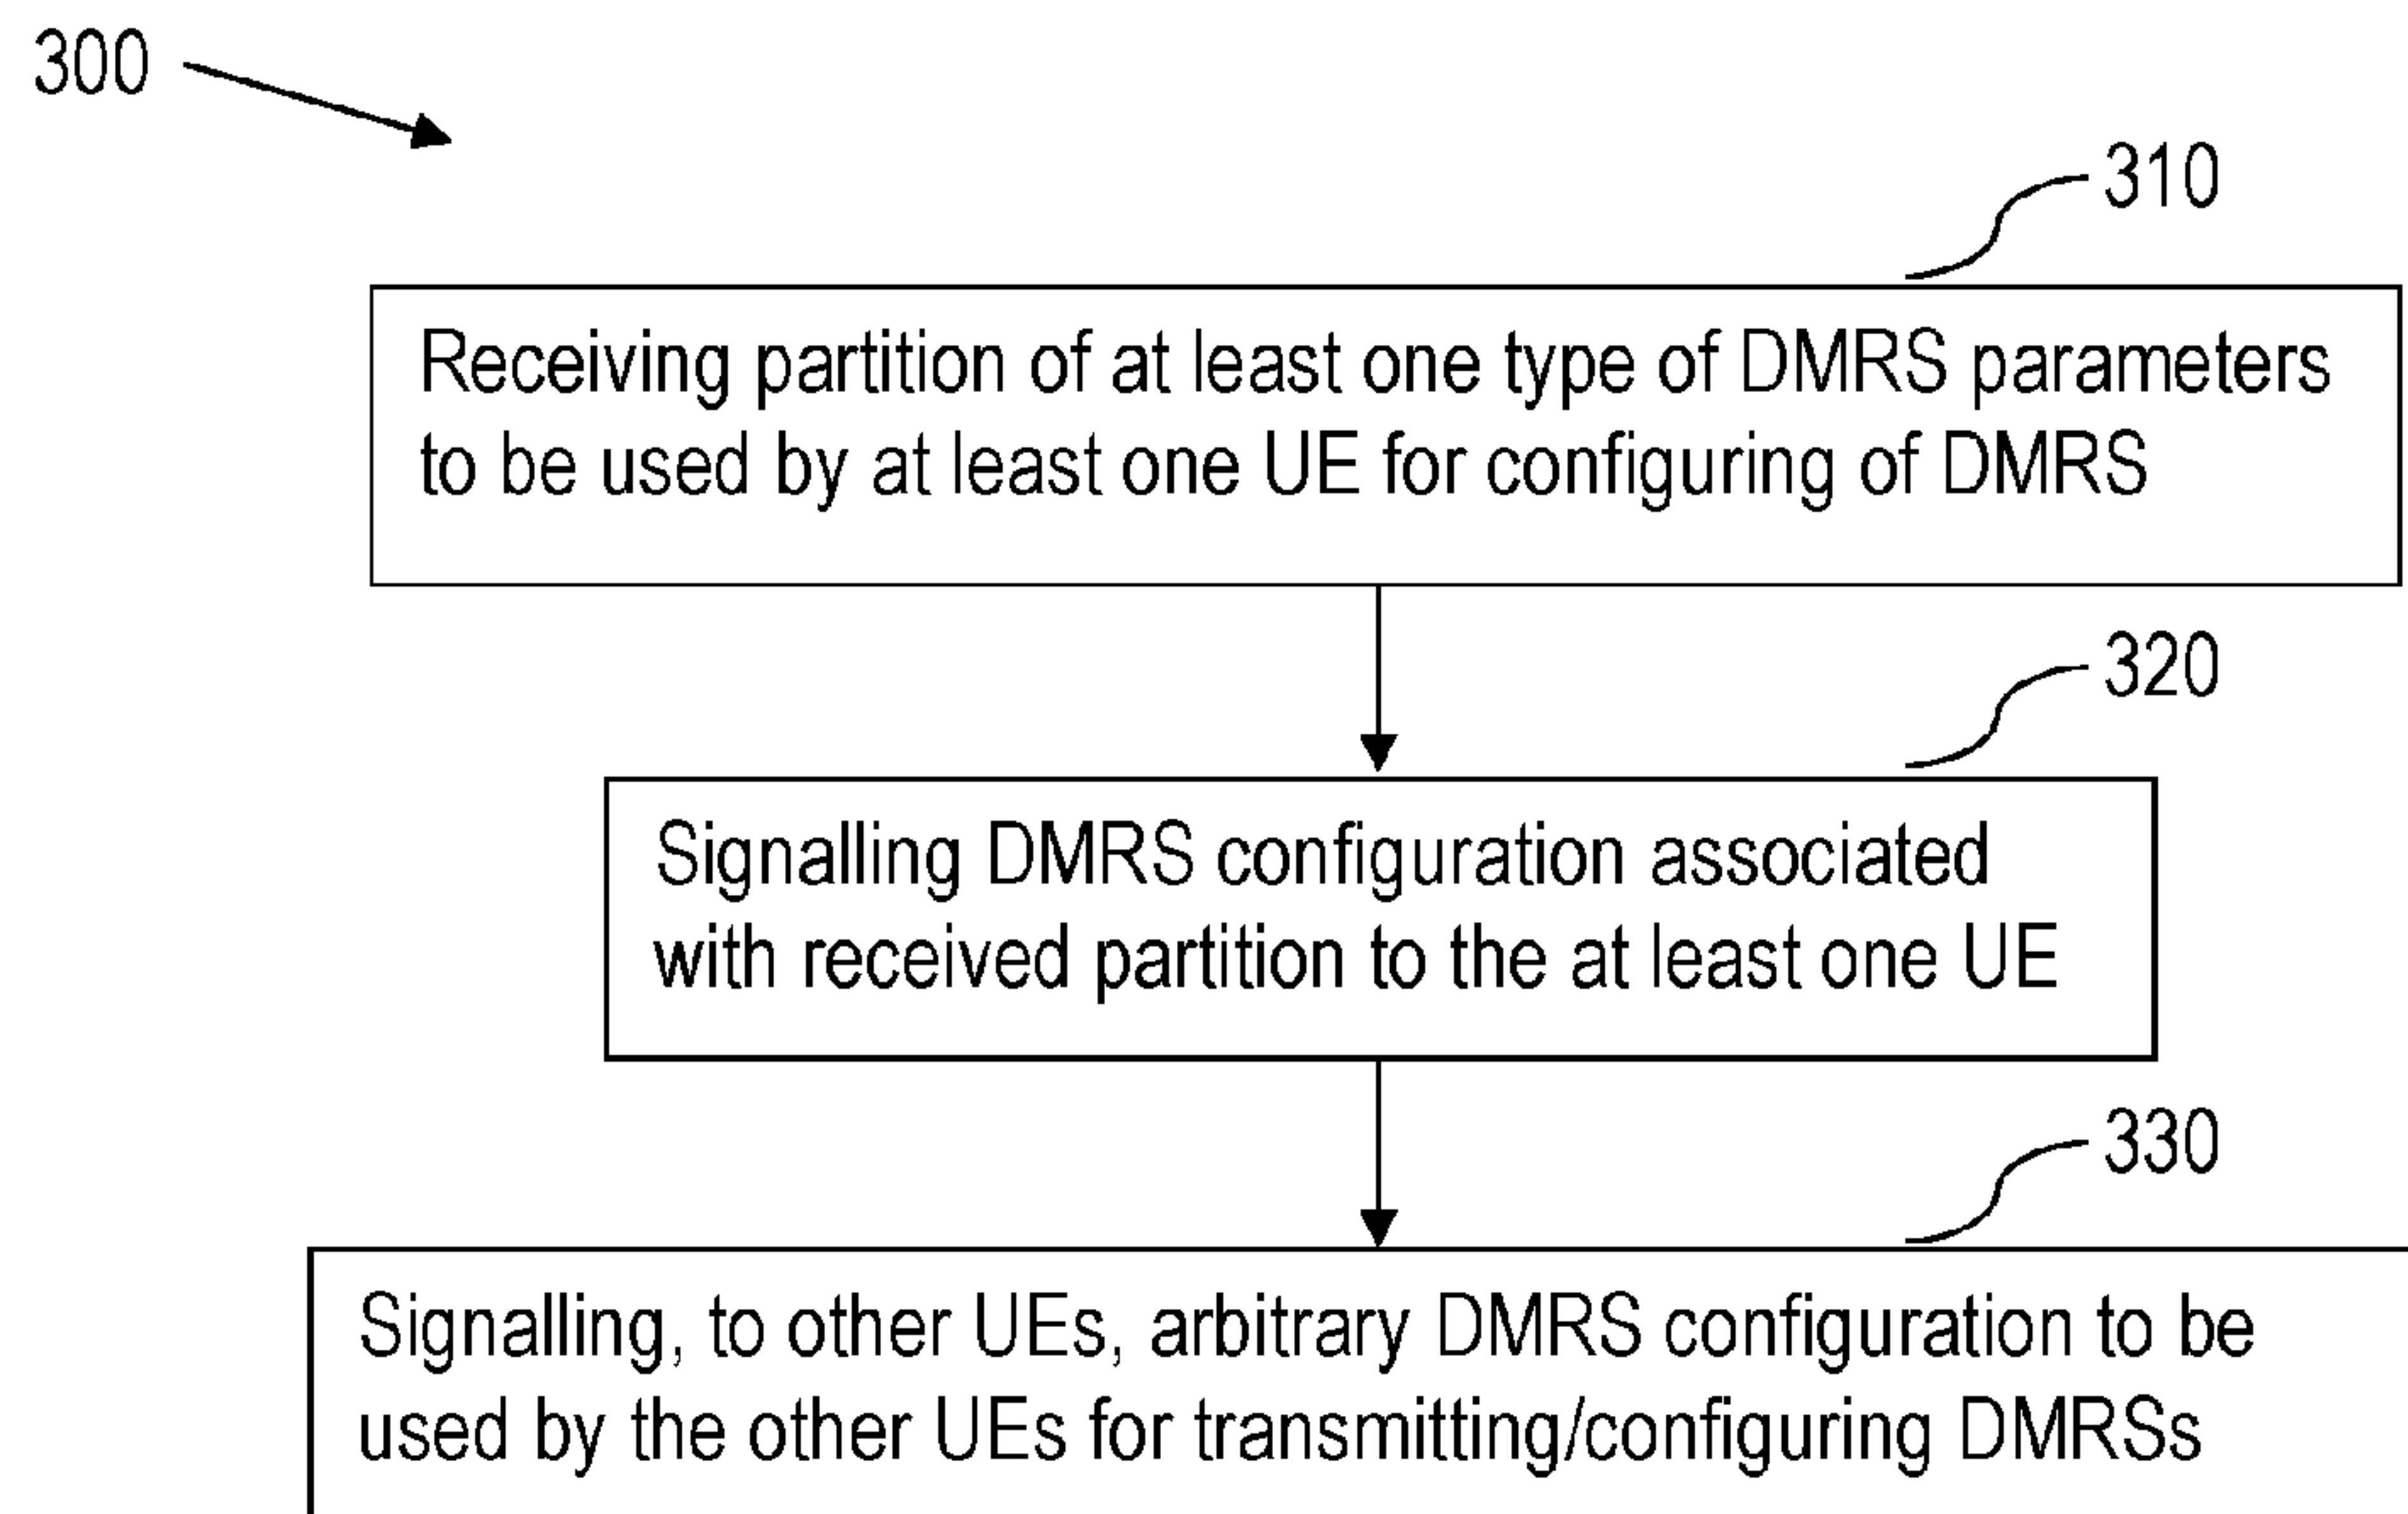 300
310
Receiving partition of at least one type of DMRS parameters
to be used by at least one UE for configuring of DMRS
320
Signalling DMRS configuration associated
with received partition to the at least one UE
330
Signalling, to other UEs, arbitrary DMRS configuration to be
used by the other UEs for transmitting/configuring DMRSs